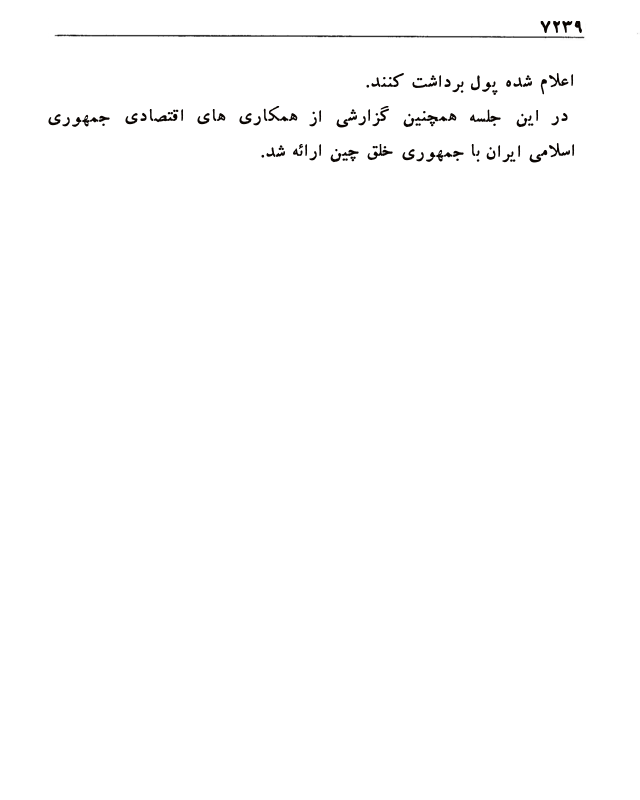 ۷۲۳۹
اعلام شده پول برداشت کنند.
در این جلسه همچنین گزارشی از همکاری های اقتصادی جمهوری
اسلامی ایران با جمهوری خلق چین ارائه شد.